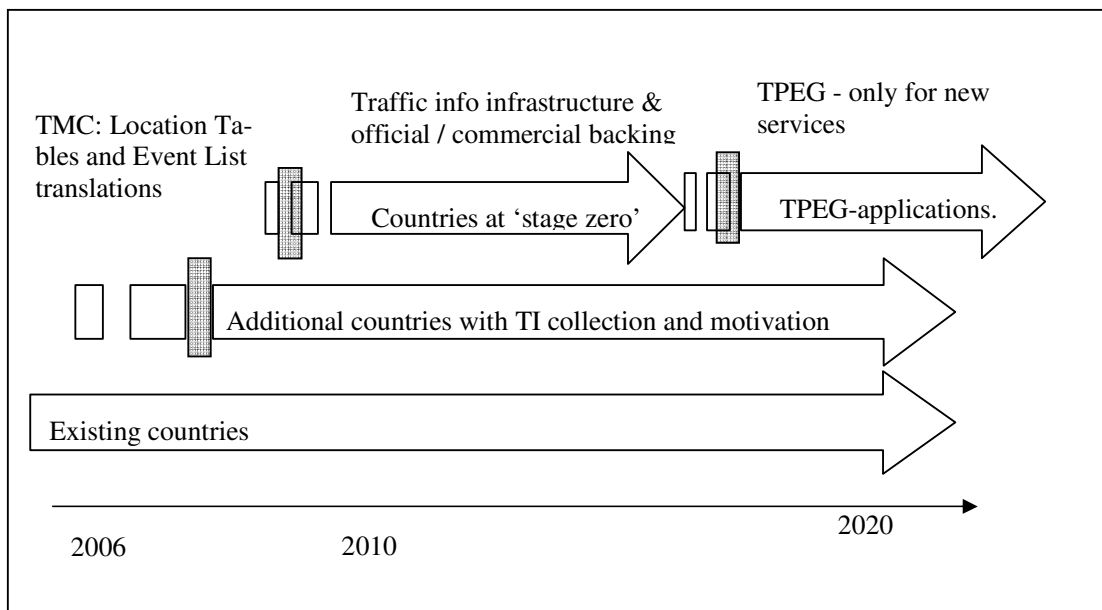 TMC: Location Ta-
bles and Event List
translations
Traffic info infrastructure &
official / commercial backing
TPEG - only for new
services
Countries at ‘stage zero’
TPEG-applications.
Additional countries with TI collection and motivation
Existing countries
2006
2010
2020